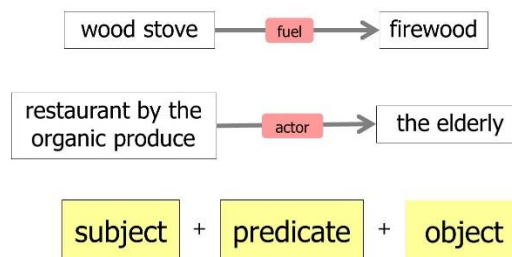 wood stove fuel firewood
restaurant by the
organic produce actor the elderly
subject + predicate + object